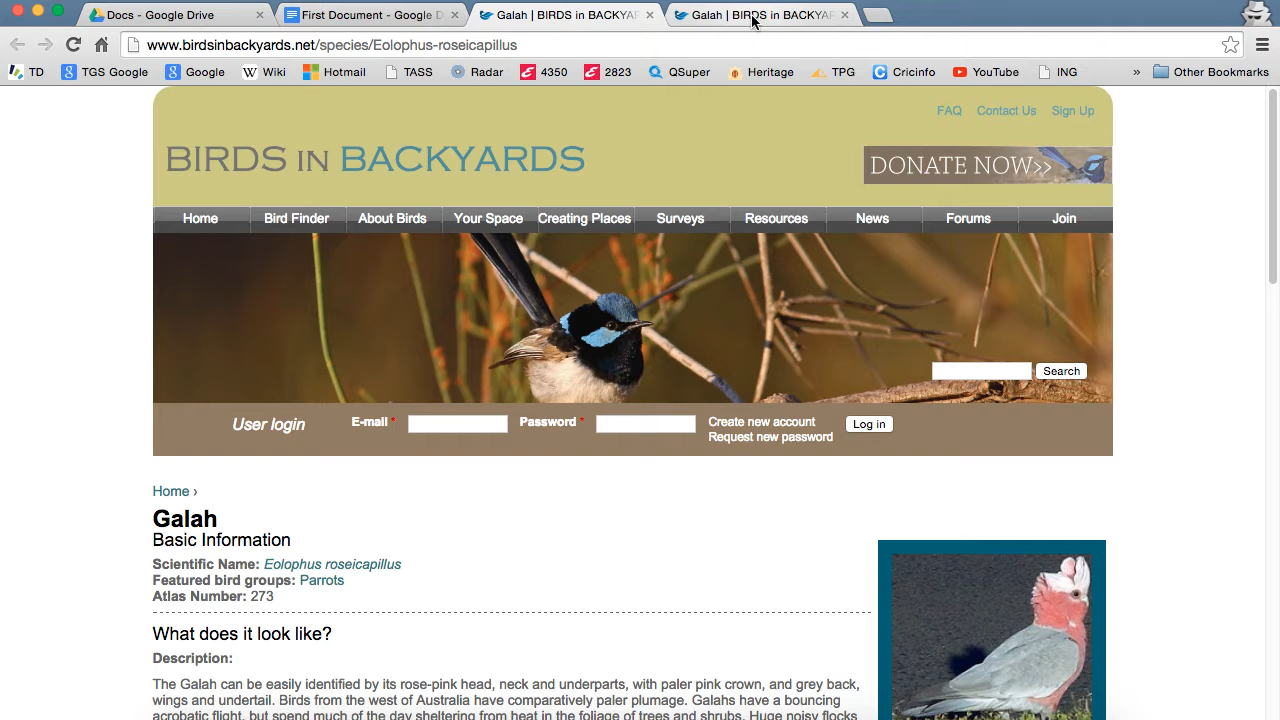 Docs - Google Drive
First Document - Google D
Galah | BIRDS in BACKYAR
Galah | BIRDS in BACKYAR
www.birdsinbackyards.net/species/Eolophus-roseicapillus
TD TGS Google Google Wiki Hotmail TASS Radar 4350 2823 QSuper Heritage TPG Cricinfo YouTube ING » Other Bookmarks
FAQ Contact Us Sign Up
BIRDS IN BACKYARDS
DONATE NOW>>
Home Bird Finder About Birds Your Space Creating Places Surveys Resources News Forums Join
Search
User login E-mail * Password * Create new account Log in
Request new password
Home ›
Galah
Basic Information
Scientific Name: Eolophus roseicapillus
Featured bird groups: Parrots
Atlas Number: 273
What does it look like?
Description:
The Galah can be easily identified by its rose-pink head, neck and underparts, with paler pink crown, and grey back,
wings and undertail. Birds from the west of Australia have comparatively paler plumage. Galahs have a bouncing
acrobatic flight, but spend much of the day sheltering from heat in the foliage of trees and shrubs. Huge noisy flocks